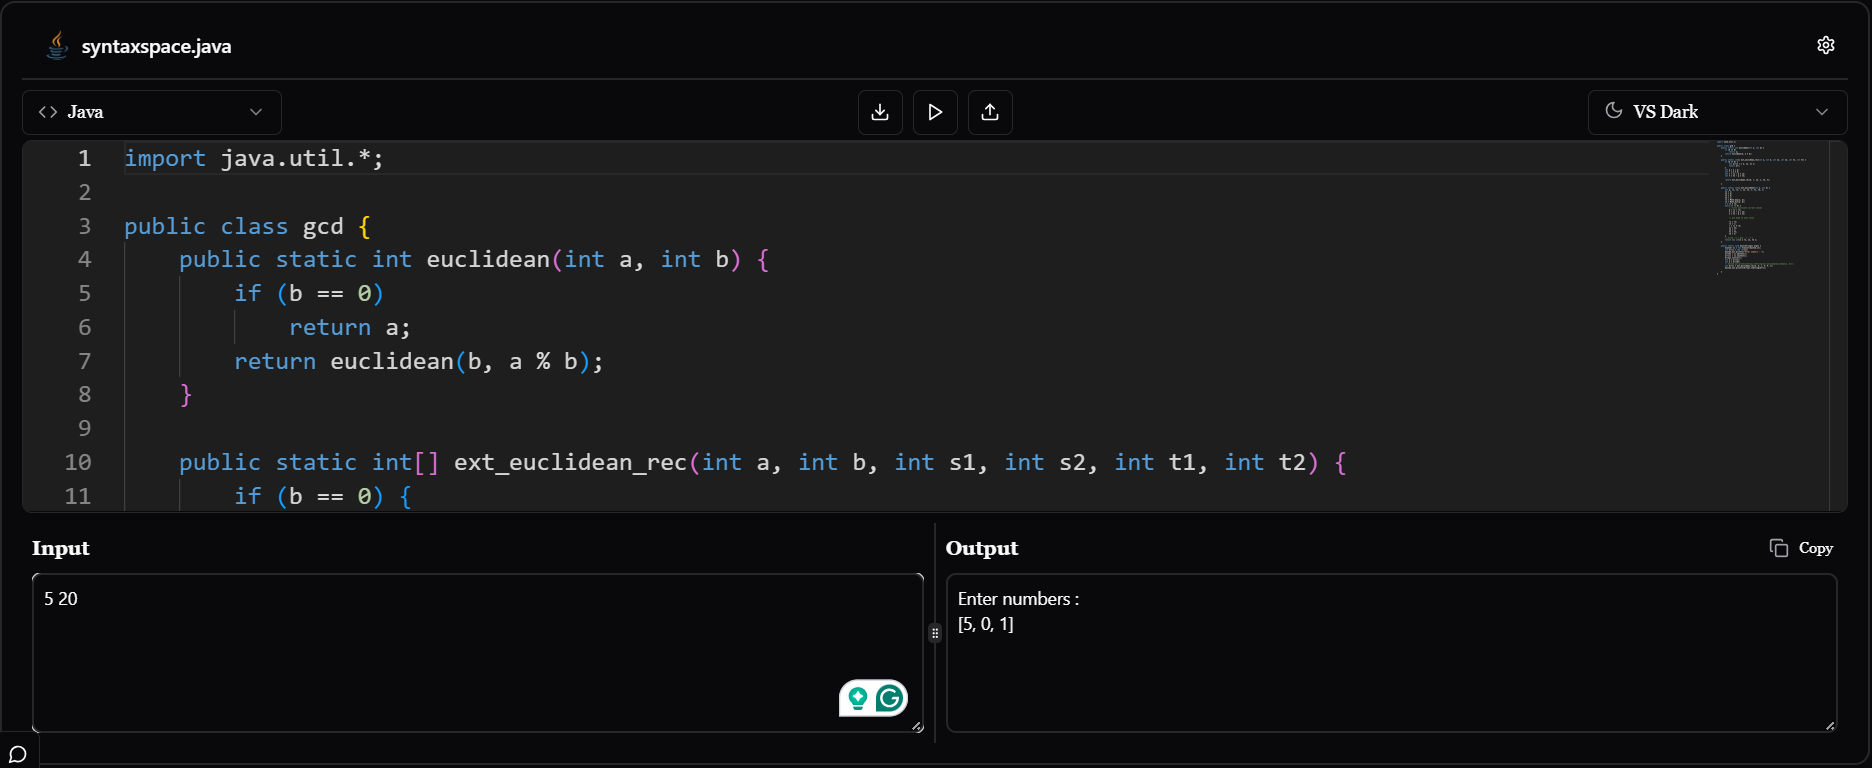 syntaxspace.java
Java
VS Dark
1 import java.util.*;
2
3 public class gcd {
4 public static int euclidean(int a, int b) {
5 if (b == 0)
6 return a;
7 return euclidean(b, a % b);
8 }
9
10 public static int[] ext_euclidean_rec(int a, int b, int s1, int s2, int t1, int t2) {
11 if (b == 0) {
Input
5 20
Output
Copy
Enter numbers :
[5, 0, 1]